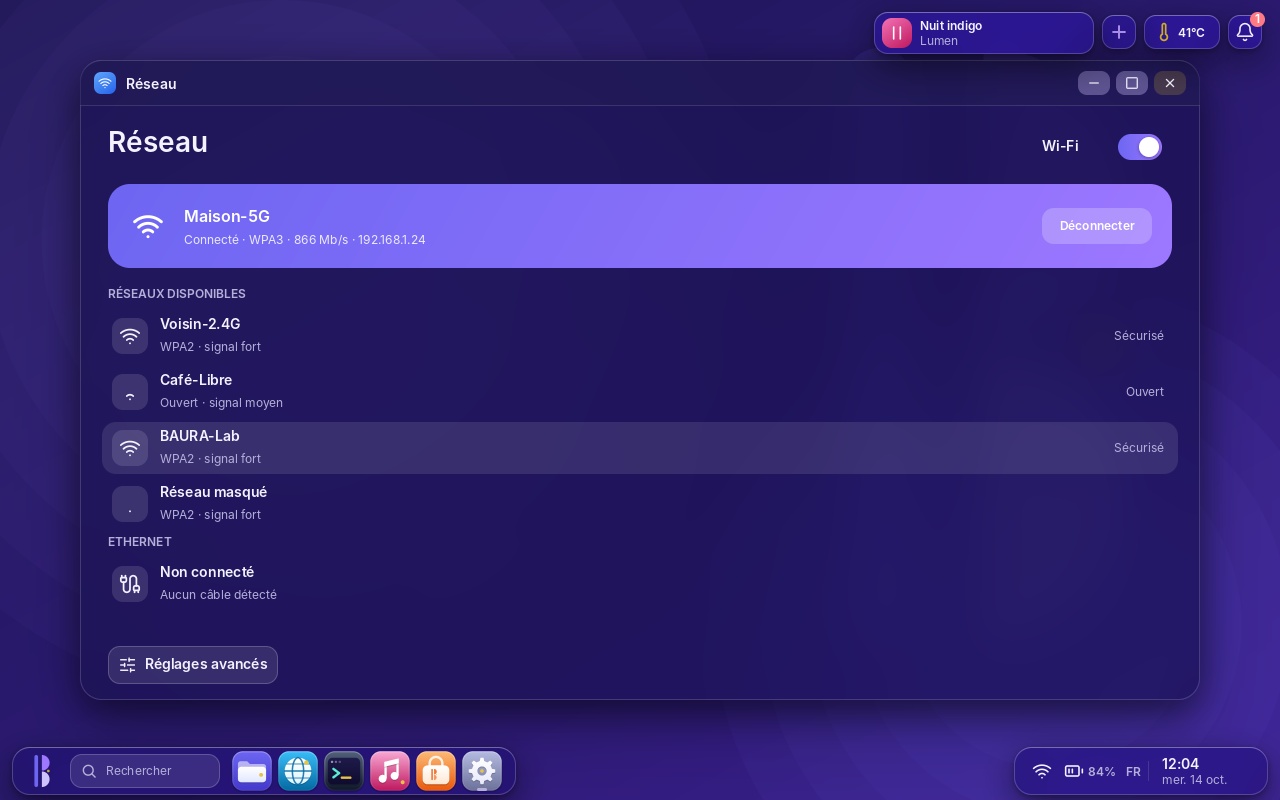 Nuit indigo
Lumen
41°C
1
Réseau
Réseau
Wi-Fi
Maison-5G
Connecté · WPA3 · 866 Mb/s · 192.168.1.24
Déconnecter
RÉSEAUX DISPONIBLES
Voisin-2.4G
WPA2 · signal fort
Sécurisé
Café-Libre
Ouvert · signal moyen
Ouvert
BAURA-Lab
WPA2 · signal fort
Sécurisé
Réseau masqué
WPA2 · signal fort
ETHERNET
Non connecté
Aucun câble détecté
Réglages avancés
Rechercher
84%
FR
12:04
mer. 14 oct.